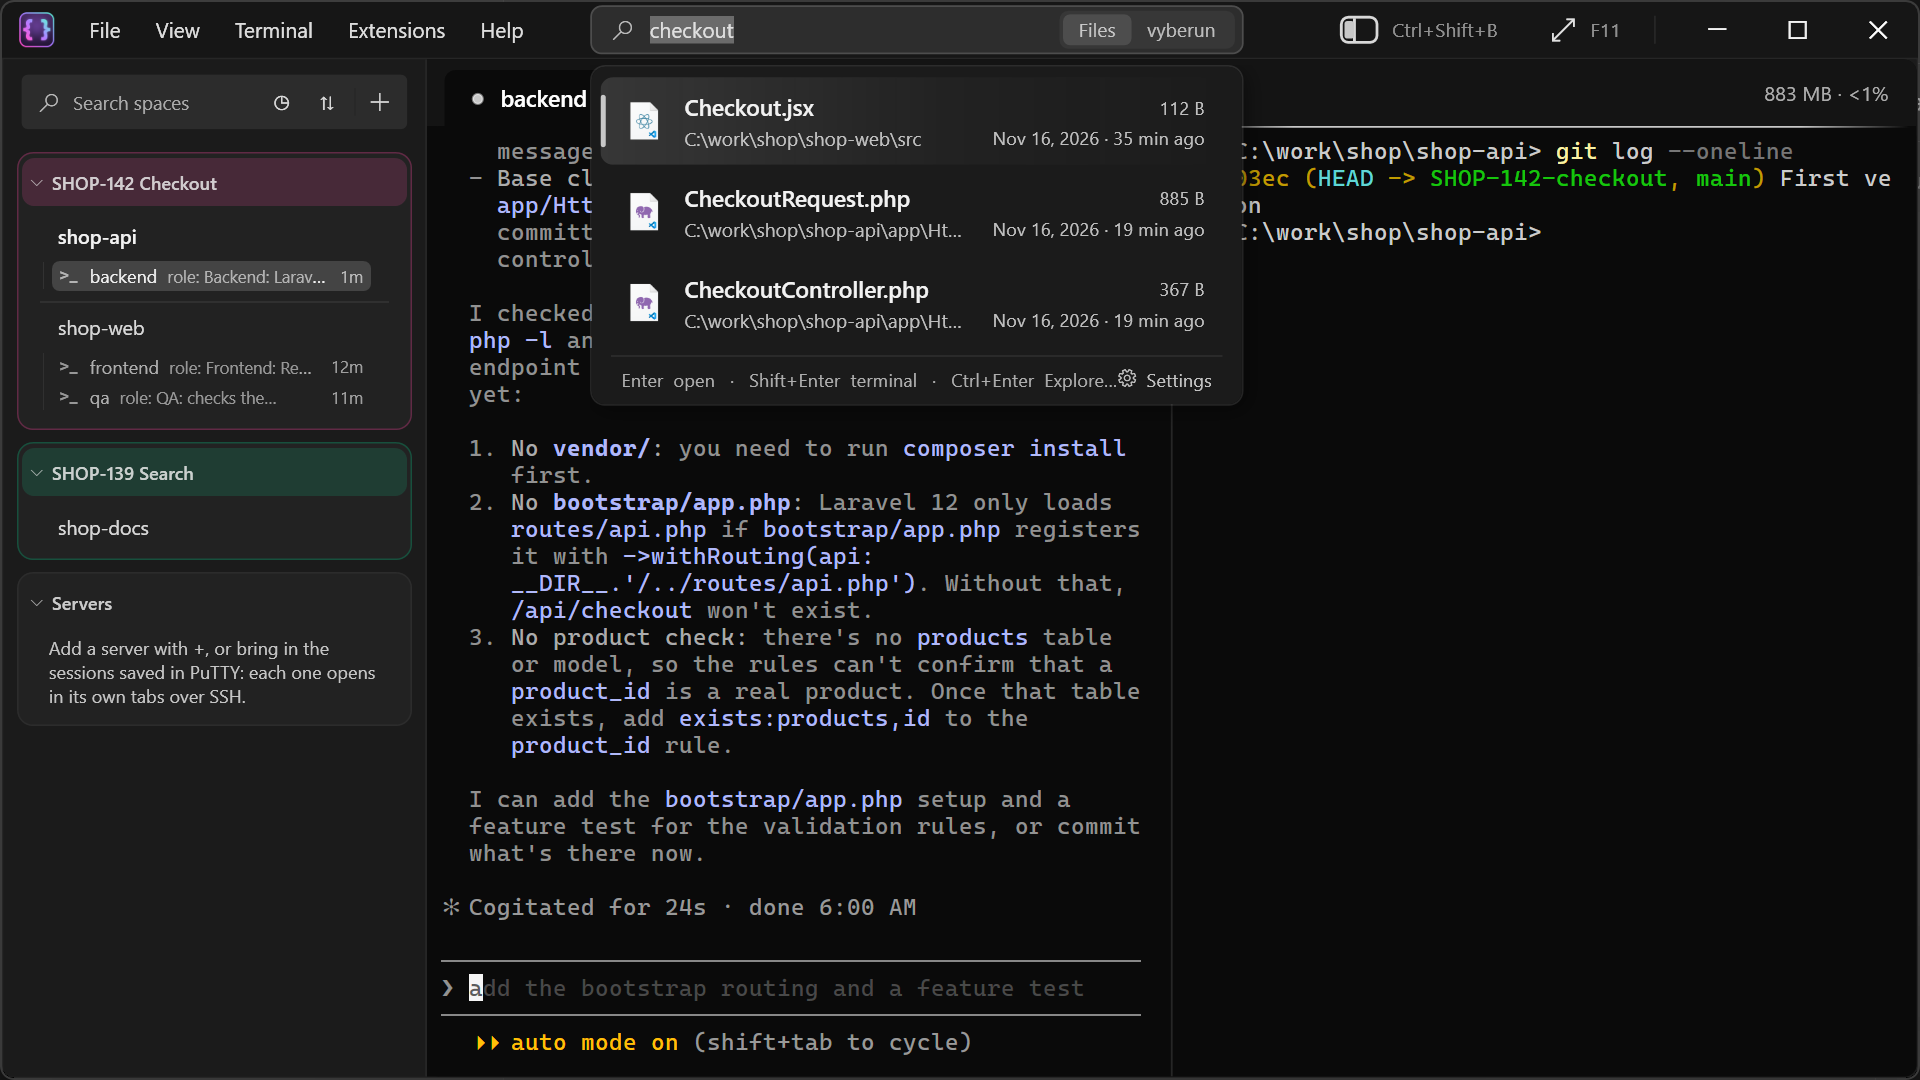 File View Terminal Extensions Help
checkout Files vyberun
Ctrl+Shift+B F11
Search spaces
SHOP-142 Checkout
shop-api
>_ backend role: Backend: Larav... 1m
shop-web
>_ frontend role: Frontend: Re... 12m
>_ qa role: QA: checks the... 11m
SHOP-139 Search
shop-docs
Servers
Add a server with +, or bring in the
sessions saved in PuTTY: each one opens
in its own tabs over SSH.
backend
Checkout.jsx 112 B
C:\work\shop\shop-web\src Nov 16, 2026 · 35 min ago
CheckoutRequest.php 885 B
C:\work\shop\shop-api\app\Ht... Nov 16, 2026 · 19 min ago
CheckoutController.php 367 B
C:\work\shop\shop-api\app\Ht... Nov 16, 2026 · 19 min ago
Enter open · Shift+Enter terminal · Ctrl+Enter Explore... Settings
message
- Base cl
app/Htt
committ
control
I checked
php -l an
endpoint
yet:
1. No vendor/: you need to run composer install
first.
2. No bootstrap/app.php: Laravel 12 only loads
routes/api.php if bootstrap/app.php registers
it with ->withRouting(api:
__DIR__.'/../routes/api.php'). Without that,
/api/checkout won't exist.
3. No product check: there's no products table
or model, so the rules can't confirm that a
product_id is a real product. Once that table
exists, add exists:products,id to the
product_id rule.
I can add the bootstrap/app.php setup and a
feature test for the validation rules, or commit
what's there now.
Cogitated for 24s · done 6:00 AM
❯ add the bootstrap routing and a feature test
auto mode on (shift+tab to cycle)
883 MB · <1%
:\work\shop\shop-api> git log --oneline
3ec (HEAD -> SHOP-142-checkout, main) First ve
on
:\work\shop\shop-api>